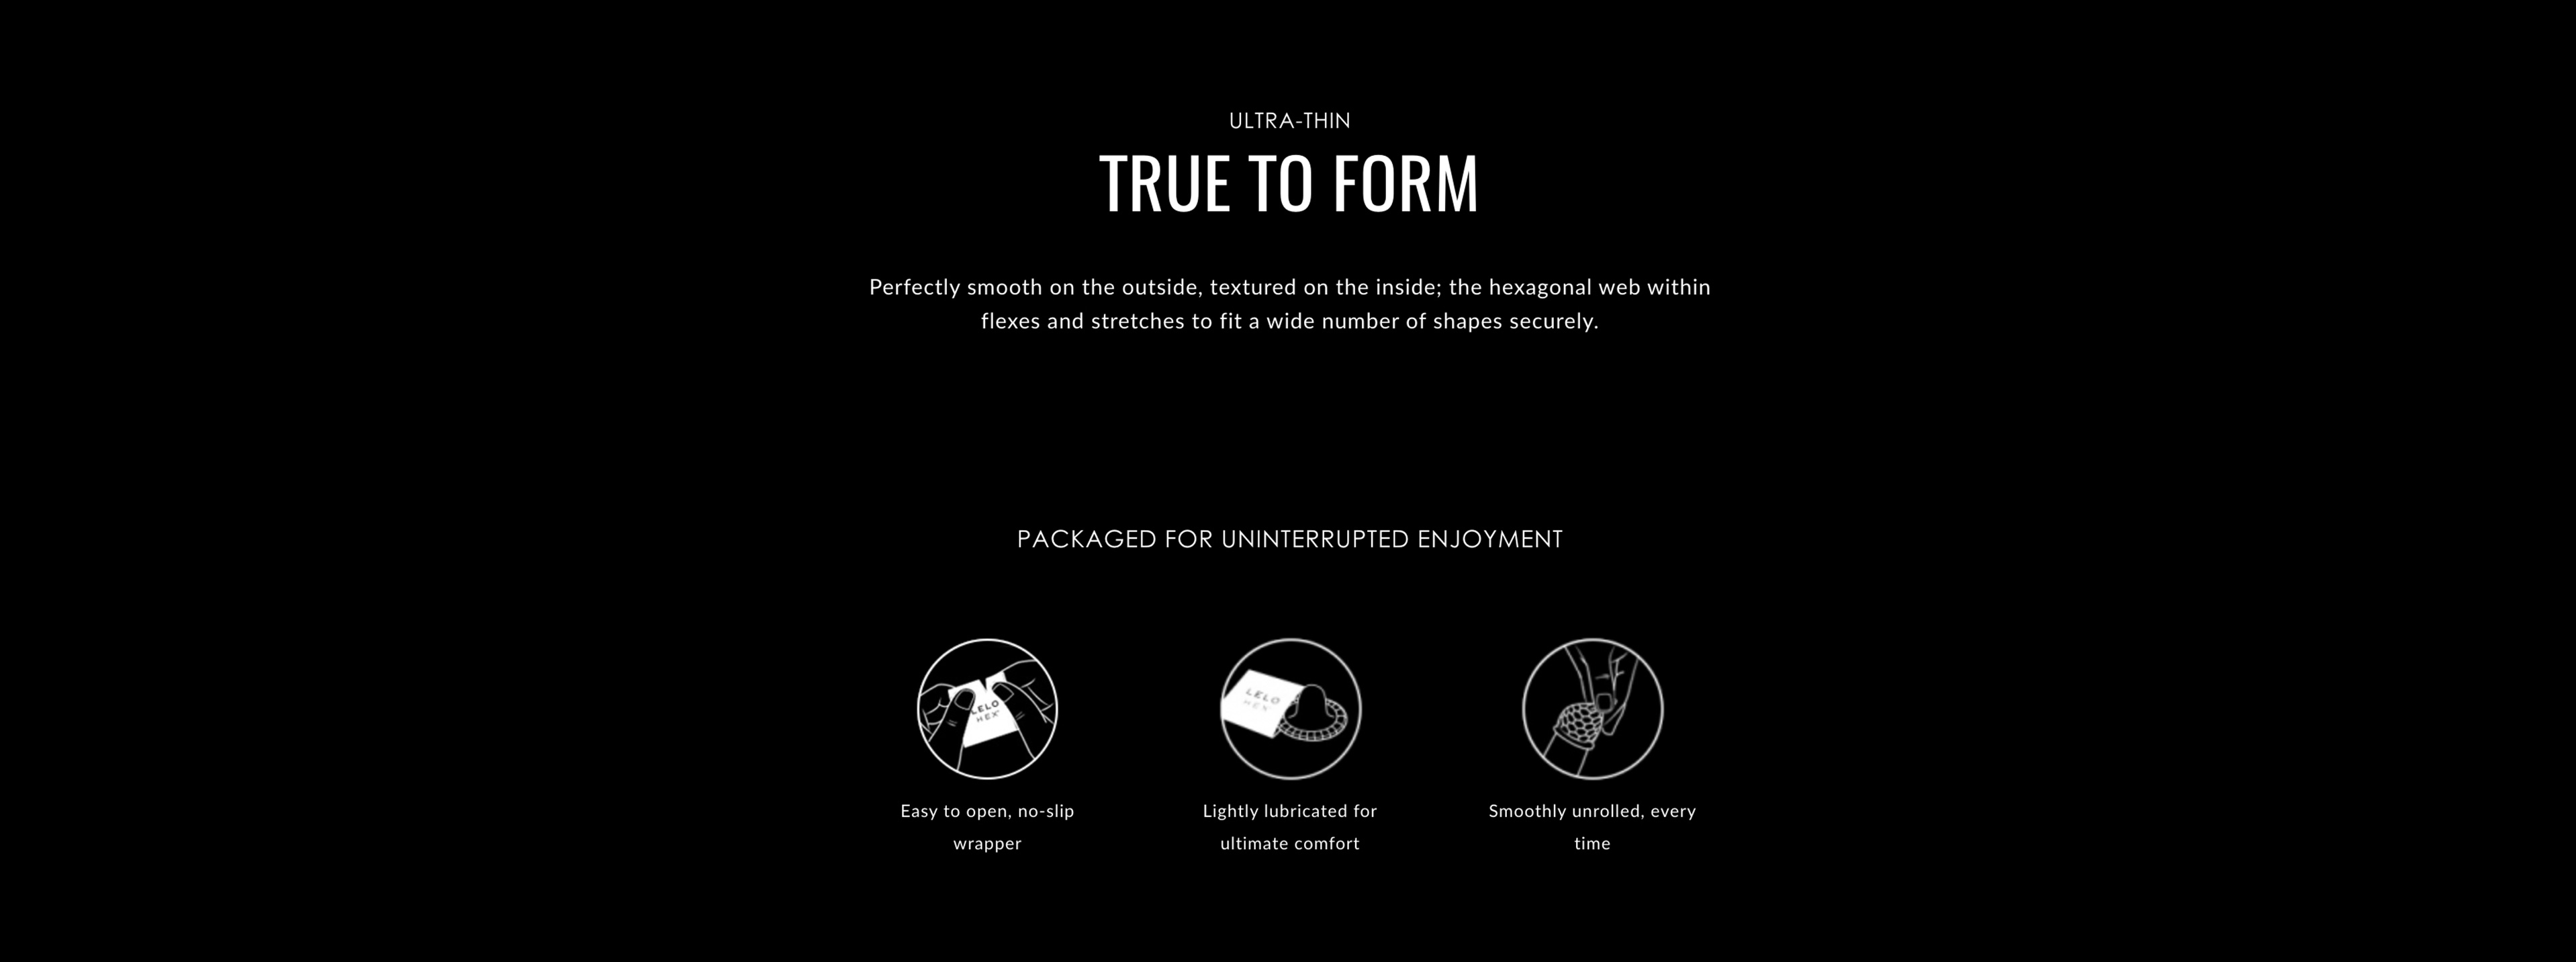 ULTRA-THIN
TRUE TO FORM
Perfectly smooth on the outside, textured on the inside; the hexagonal web within
flexes and stretches to fit a wide number of shapes securely.
PACKAGED FOR UNINTERRUPTED ENJOYMENT
LELO
HEX
LELO
HEX
Easy to open, no-slip
wrapper
Lightly lubricated for
ultimate comfort
Smoothly unrolled, every
time